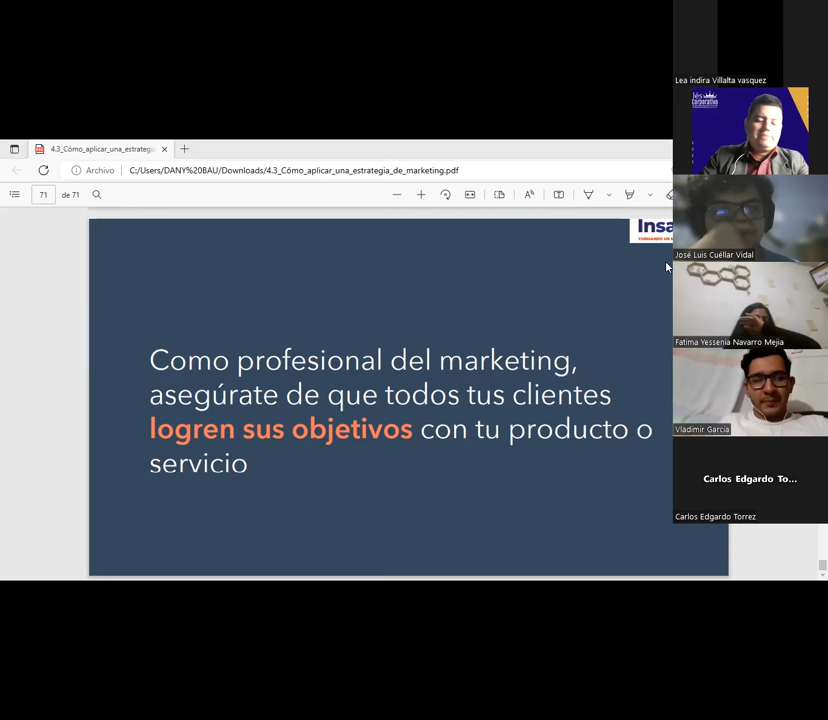 Lea indira Villalta vasquez
4.3_Cómo_aplicar_una_estrategia
Archivo
C:/Users/DANY%20BAU/Downloads/4.3_Cómo_aplicar_una_estrategia_de_marketing.pdf
71 de 71
Insa
Como profesional del marketing,
asegúrate de que todos tus clientes
logren sus objetivos con tu producto o
servicio
Corporativo
José Luis Cuéllar Vidal
Fatima Yessenia Navarro Mejia
Vladimir García
Carlos Edgardo To...
Carlos Edgardo Torrez